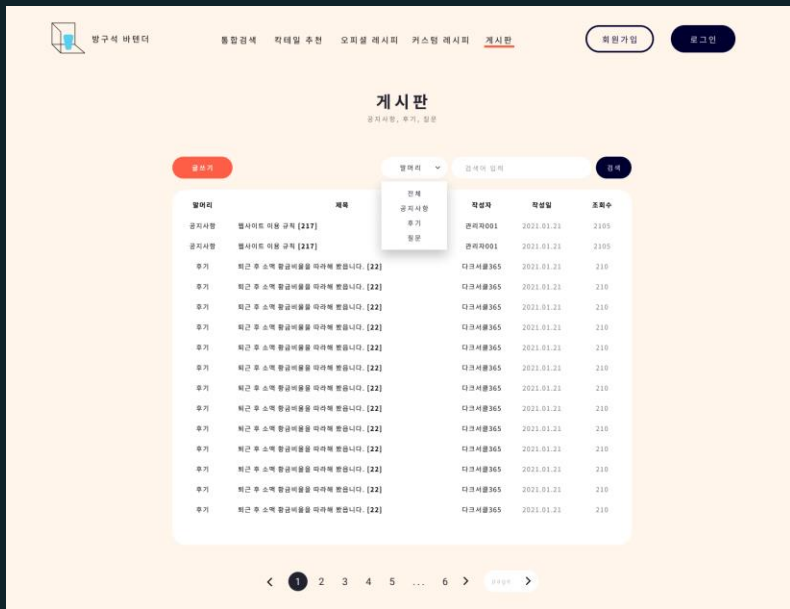 방구석 바텐더 통합검색 칵테일 추천 오피셜 레시피 커스텀 레시피 게시판 회원가입 로그인
게시판
공지사항, 후기, 질문
글쓰기 말머리 검색어 입력 검색
전체
공지사항
후기
질문
말머리 제목 작성자 작성일 조회수
공지사항 웹사이트 이용 규칙 [217] 관리자001 2021.01.21 2105
공지사항 웹사이트 이용 규칙 [217] 관리자001 2021.01.21 2105
후기 퇴근 후 소맥 황금비율을 따라해 봤읍니다. [22] 다크서클365 2021.01.21 210
후기 퇴근 후 소맥 황금비율을 따라해 봤읍니다. [22] 다크서클365 2021.01.21 210
후기 퇴근 후 소맥 황금비율을 따라해 봤읍니다. [22] 다크서클365 2021.01.21 210
후기 퇴근 후 소맥 황금비율을 따라해 봤읍니다. [22] 다크서클365 2021.01.21 210
후기 퇴근 후 소맥 황금비율을 따라해 봤읍니다. [22] 다크서클365 2021.01.21 210
후기 퇴근 후 소맥 황금비율을 따라해 봤읍니다. [22] 다크서클365 2021.01.21 210
후기 퇴근 후 소맥 황금비율을 따라해 봤읍니다. [22] 다크서클365 2021.01.21 210
후기 퇴근 후 소맥 황금비율을 따라해 봤읍니다. [22] 다크서클365 2021.01.21 210
후기 퇴근 후 소맥 황금비율을 따라해 봤읍니다. [22] 다크서클365 2021.01.21 210
후기 퇴근 후 소맥 황금비율을 따라해 봤읍니다. [22] 다크서클365 2021.01.21 210
후기 퇴근 후 소맥 황금비율을 따라해 봤읍니다. [22] 다크서클365 2021.01.21 210
후기 퇴근 후 소맥 황금비율을 따라해 봤읍니다. [22] 다크서클365 2021.01.21 210
후기 퇴근 후 소맥 황금비율을 따라해 봤읍니다. [22] 다크서클365 2021.01.21 210
1 2 3 4 5 ... 6 page